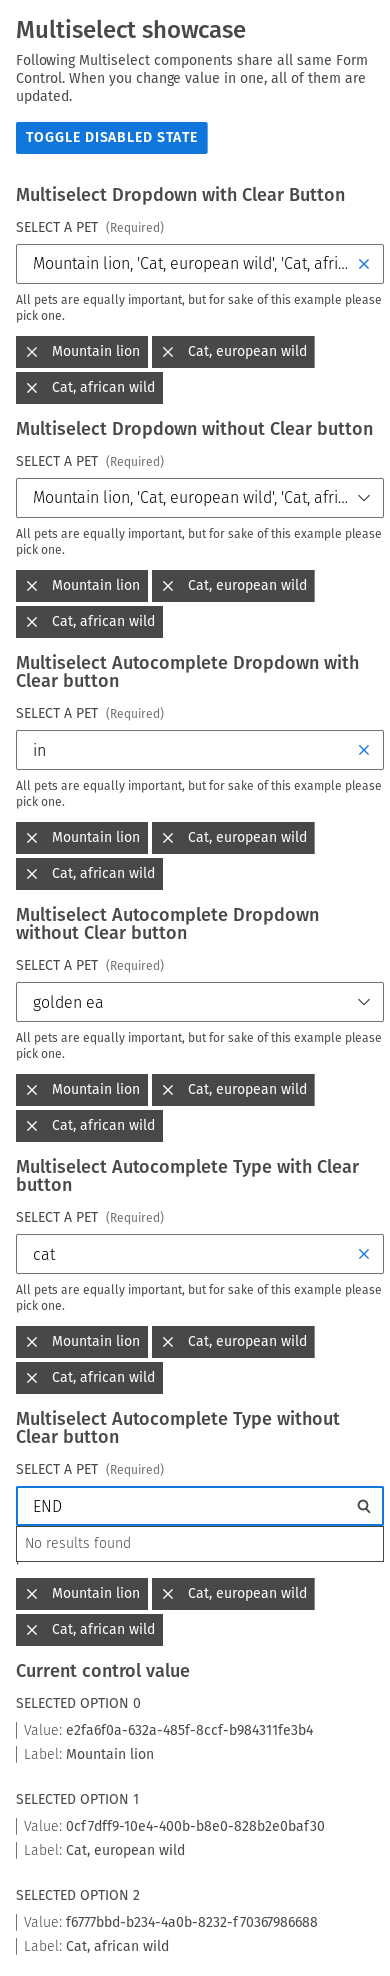 Multiselect showcase
Following Multiselect components share all same Form
Control. When you change value in one, all of them are
updated.
TOGGLE DISABLED STATE
Multiselect Dropdown with Clear Button
SELECT A PET (Required)
Mountain lion, 'Cat, european wild', 'Cat, afri...
All pets are equally important, but for sake of this example please
pick one.
Mountain lion Cat, european wild
Cat, african wild
Multiselect Dropdown without Clear button
SELECT A PET (Required)
Mountain lion, 'Cat, european wild', 'Cat, afri...
All pets are equally important, but for sake of this example please
pick one.
Mountain lion Cat, european wild
Cat, african wild
Multiselect Autocomplete Dropdown with
Clear button
SELECT A PET (Required)
in
All pets are equally important, but for sake of this example please
pick one.
Mountain lion Cat, european wild
Cat, african wild
Multiselect Autocomplete Dropdown
without Clear button
SELECT A PET (Required)
golden ea
All pets are equally important, but for sake of this example please
pick one.
Mountain lion Cat, european wild
Cat, african wild
Multiselect Autocomplete Type with Clear
button
SELECT A PET (Required)
cat
All pets are equally important, but for sake of this example please
pick one.
Mountain lion Cat, european wild
Cat, african wild
Multiselect Autocomplete Type without
Clear button
SELECT A PET (Required)
END
No results found
Mountain lion Cat, european wild
Cat, african wild
Current control value
SELECTED OPTION 0
Value: e2fa6f0a-632a-485f-8ccf-b984311fe3b4
Label: Mountain lion
SELECTED OPTION 1
Value: 0cf7dff9-10e4-400b-b8e0-828b2e0baf30
Label: Cat, european wild
SELECTED OPTION 2
Value: f6777bbd-b234-4a0b-8232-f70367986688
Label: Cat, african wild